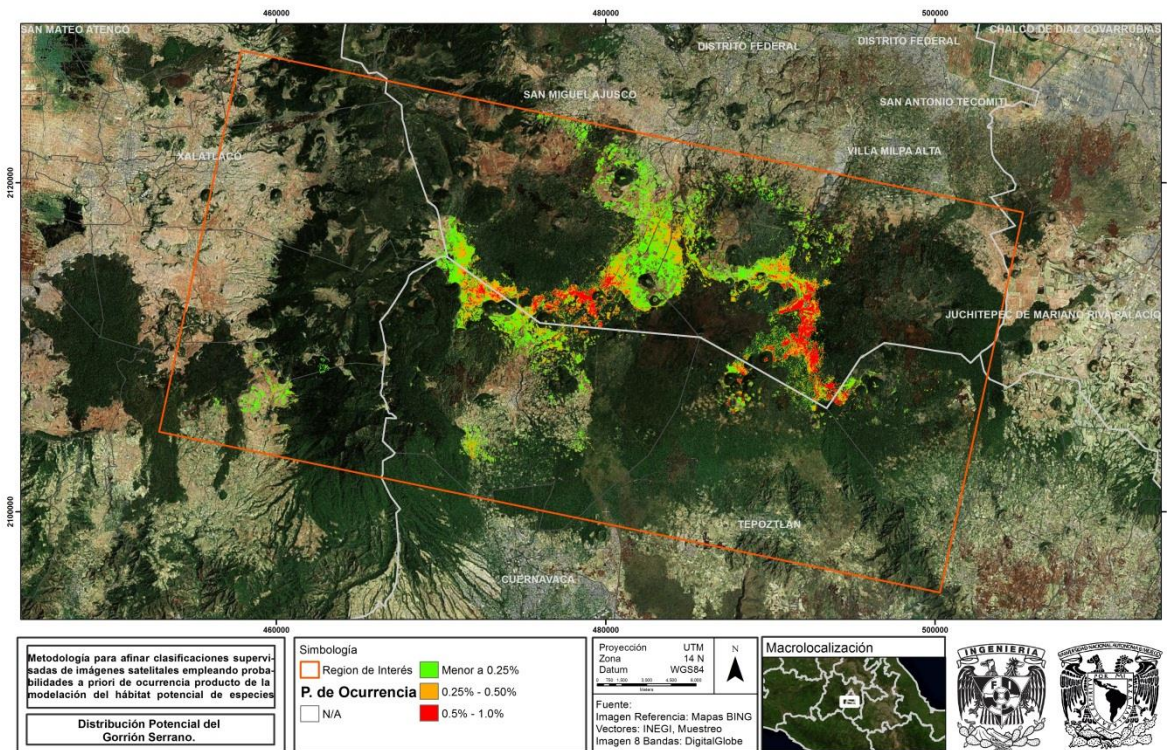 460000
480000
500000
SAN MATEO ATENCO
DISTRITO FEDERAL
DISTRITO FEDERAL
CHALCO DE DIAZ COVARRUBIAS
SAN MIGUEL AJUSCO
SAN ANTONIO TECOMITL
XALATLACO
VILLA MILPA ALTA
2120000
2120000
JUCHITEPEC DE MARIANO RIVA PALACIO
2100000
2100000
TEPOZTLAN
CUERNAVACA
460000
480000
500000
Metodología para afinar clasificaciones supervi-
sadas de imágenes satelitales empleando proba-
bilidades a priori de ocurrencia producto de la
modelación del hábitat potencial de especies
Distribución Potencial del
Gorrión Serrano.
Simbología
Region de Interés
P. de Ocurrencia
N/A
Menor a 0.25%
0.25% - 0.50%
0.5% - 1.0%
Proyección UTM
Zona 14 N
Datum WGS84
N
Meters
Fuente:
Imagen Referencia: Mapas BING
Vectores: INEGI, Muestreo
Imagen 8 Bandas: DigitalGlobe
Macrolocalización
INGENIERIA